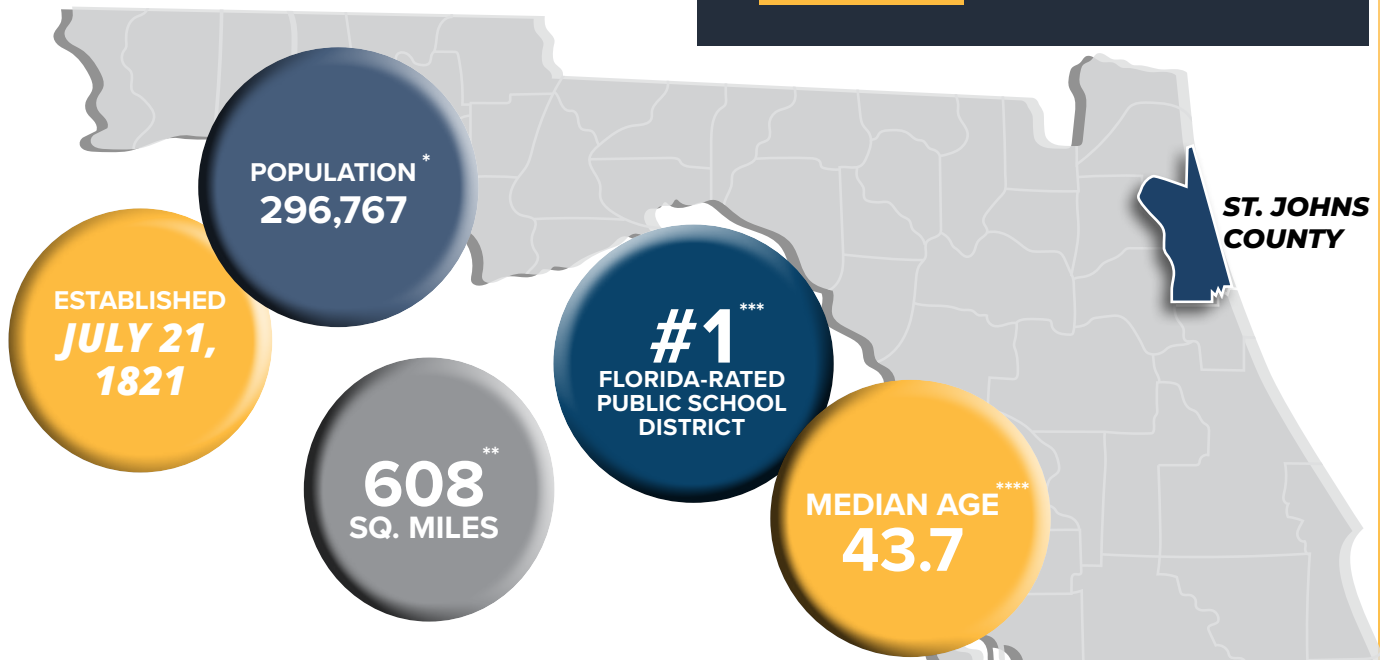 POPULATION *
296,767
ST. JOHNS
COUNTY
ESTABLISHED
JULY 21,
1821
#1 ***
FLORIDA-RATED
PUBLIC SCHOOL
DISTRICT
608 **
SQ. MILES
MEDIAN AGE ****
43.7